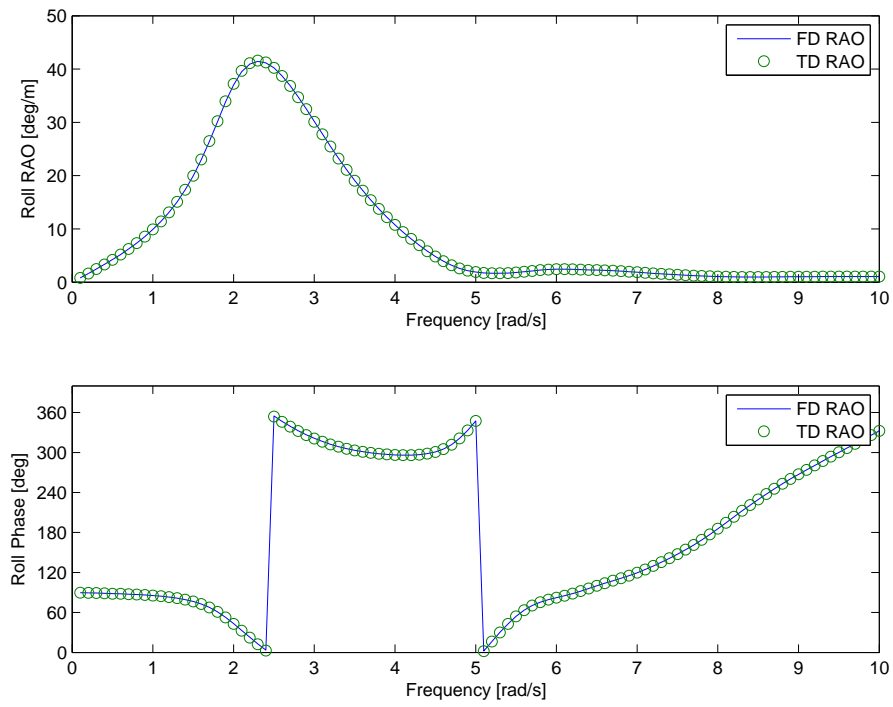 50
40
30
20
10
0
Roll RAO [deg/m]
FD RAO
TD RAO
0 1 2 3 4 5 6 7 8 9 10
Frequency [rad/s]
360
300
240
180
120
60
0
Roll Phase [deg]
FD RAO
TD RAO
0 1 2 3 4 5 6 7 8 9 10
Frequency [rad/s]